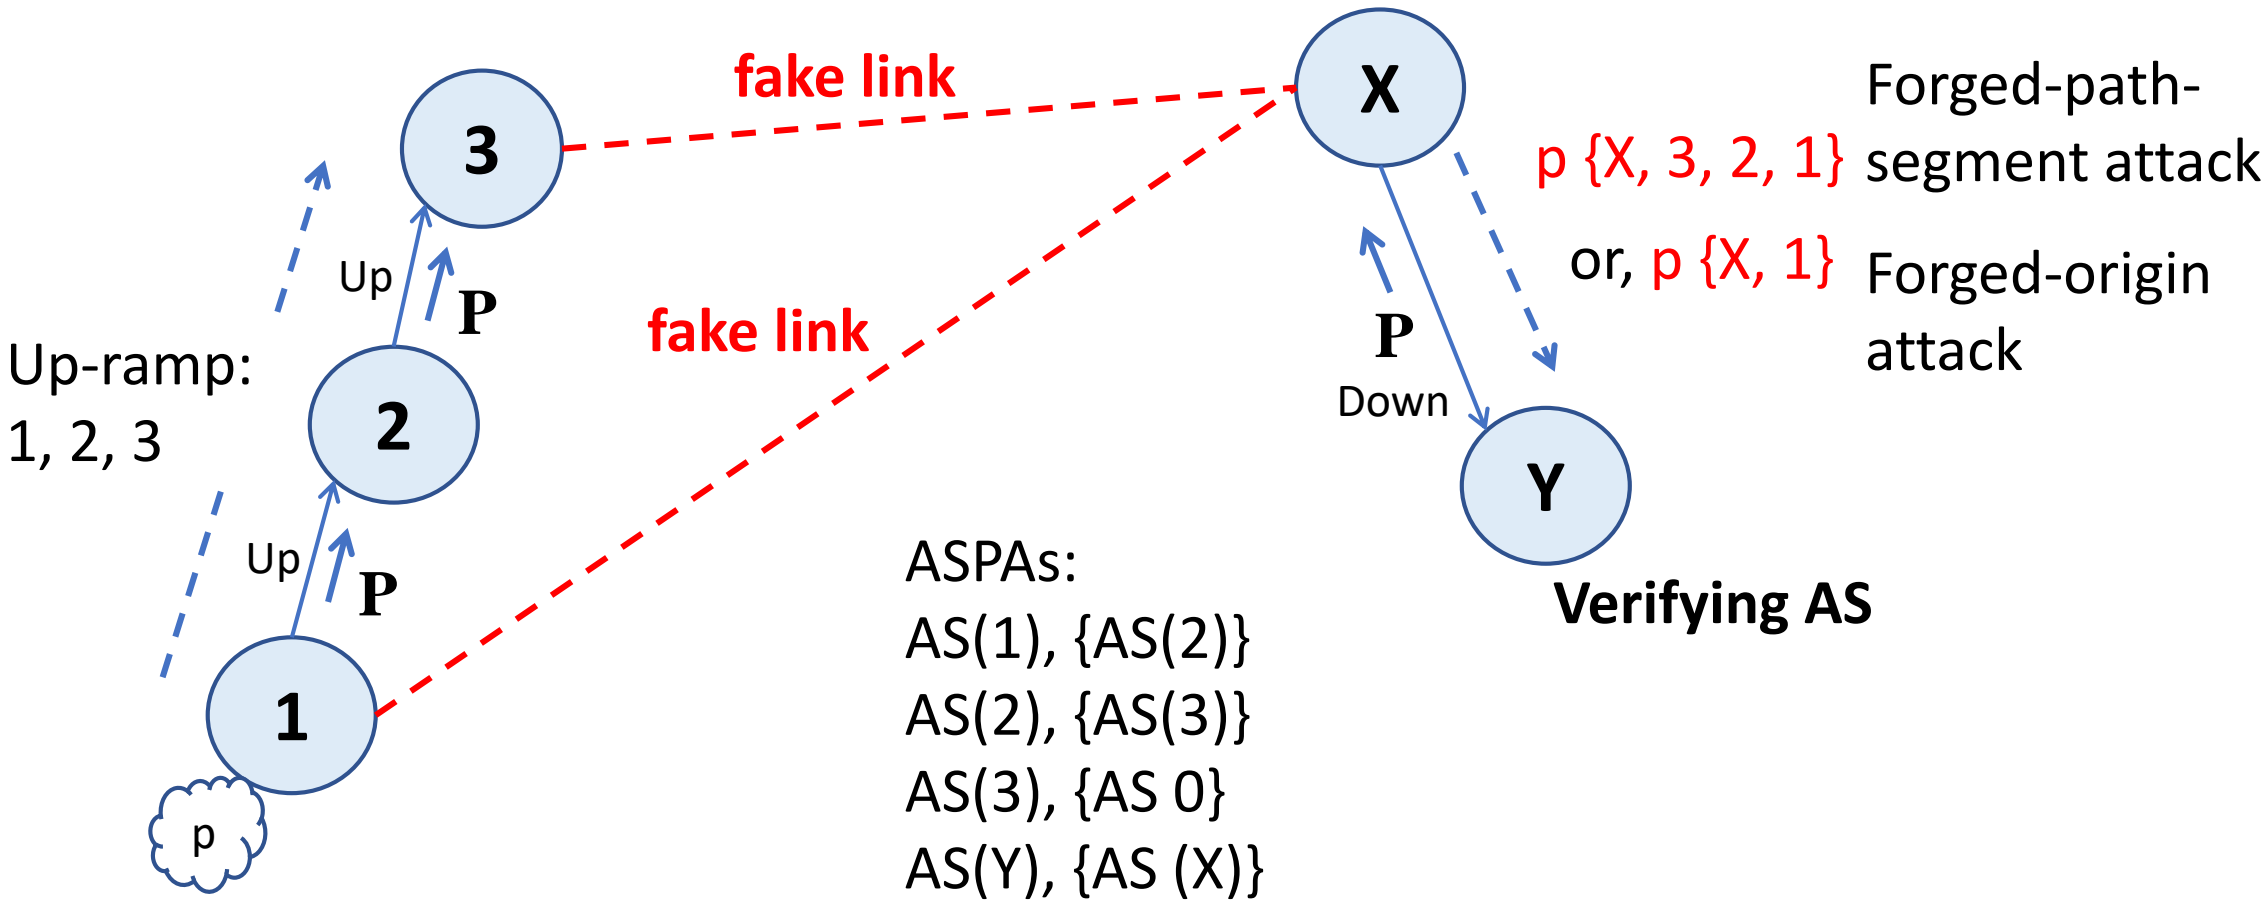 fake link
X
Forged-path-
segment attack
p {X, 3, 2, 1}
3
or, p {X, 1}
Forged-origin
attack
Up
P
fake link
P
Down
Up-ramp:
1, 2, 3
2
Y
Up
P
Verifying AS
1
p
ASPAs:
AS(1), {AS(2)}
AS(2), {AS(3)}
AS(3), {AS 0}
AS(Y), {AS (X)}